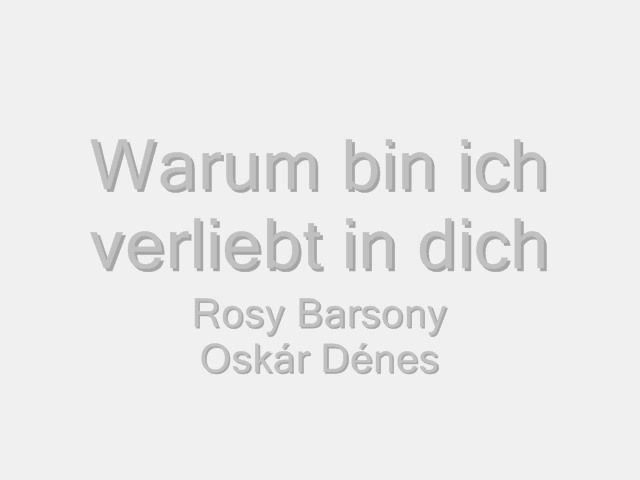 Warum bin ich
verliebt in dich
Rosy Barsony
Oskár Dénes